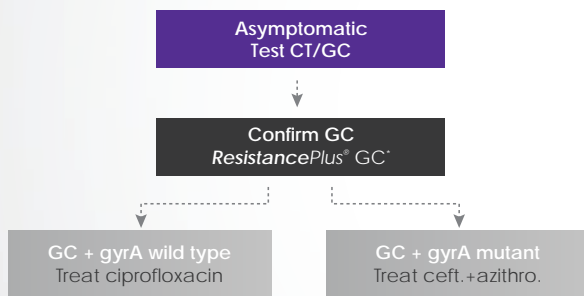 Asymptomatic
Test CT/GC
Confirm GC
ResistancePlus® GC*
GC + gyrA wild type
Treat ciprofloxacin
GC + gyrA mutant
Treat ceft.+azithro.